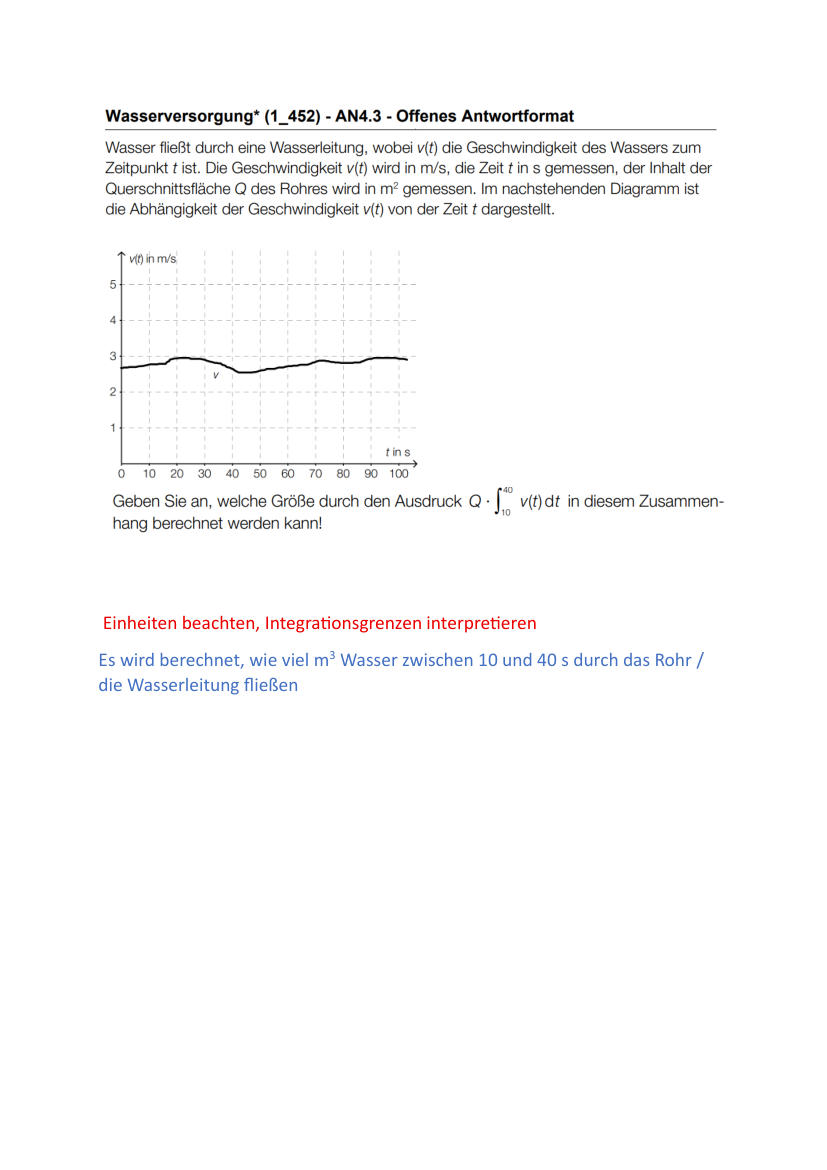 Wasserversorgung* (1_452) - AN4.3 - Offenes Antwortformat
Wasser fließt durch eine Wasserleitung, wobei v(t) die Geschwindigkeit des Wassers zum
Zeitpunkt t ist. Die Geschwindigkeit v(t) wird in m/s, die Zeit t in s gemessen, der Inhalt der
Querschnittsfläche Q des Rohres wird in m² gemessen. Im nachstehenden Diagramm ist
die Abhängigkeit der Geschwindigkeit v(t) von der Zeit t dargestellt.
v(t) in m/s
5
4
3
v
2
1
t in s
0 10 20 30 40 50 60 70 80 90 100
Geben Sie an, welche Größe durch den Ausdruck Q · ∫₁₀⁴⁰ v(t) dt in diesem Zusammen-
hang berechnet werden kann!
Einheiten beachten, Integrationsgrenzen interpretieren
Es wird berechnet, wie viel m³ Wasser zwischen 10 und 40 s durch das Rohr /
die Wasserleitung fließen